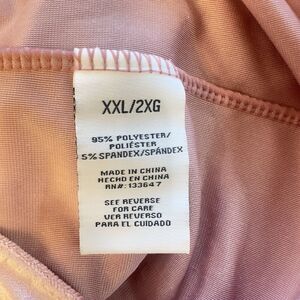 XXL/2XG
95% POLYESTER/
POLIÉSTER
5% SPANDEX/SPÁNDEX
MADE IN CHINA
HECHO EN CHINA
RN#: 133647
SEE REVERSE
FOR CARE
VER REVERSO
PARA EL CUIDADO